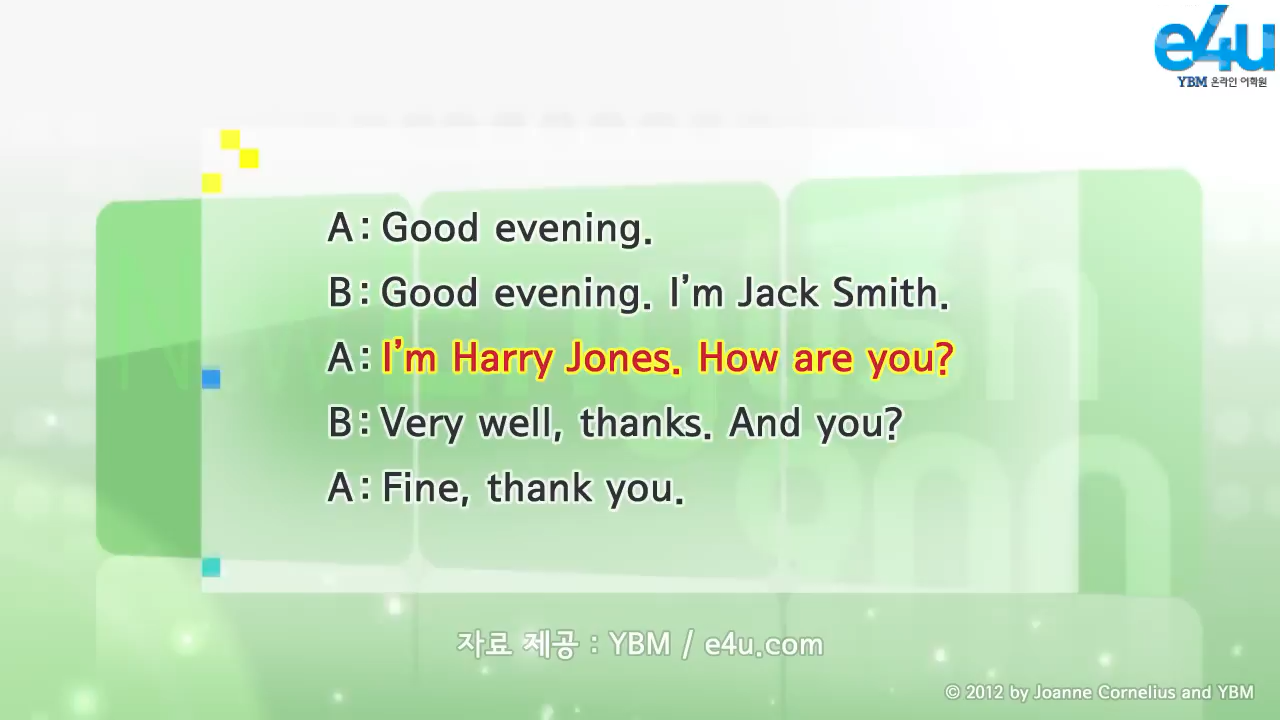 e4u
YBM 온라인 어학원
A: Good evening.
B: Good evening. I'm Jack Smith.
A: I'm Harry Jones. How are you?
B: Very well, thanks. And you?
A: Fine, thank you.
자료 제공 : YBM / e4u.com
© 2012 by Joanne Cornelius and YBM